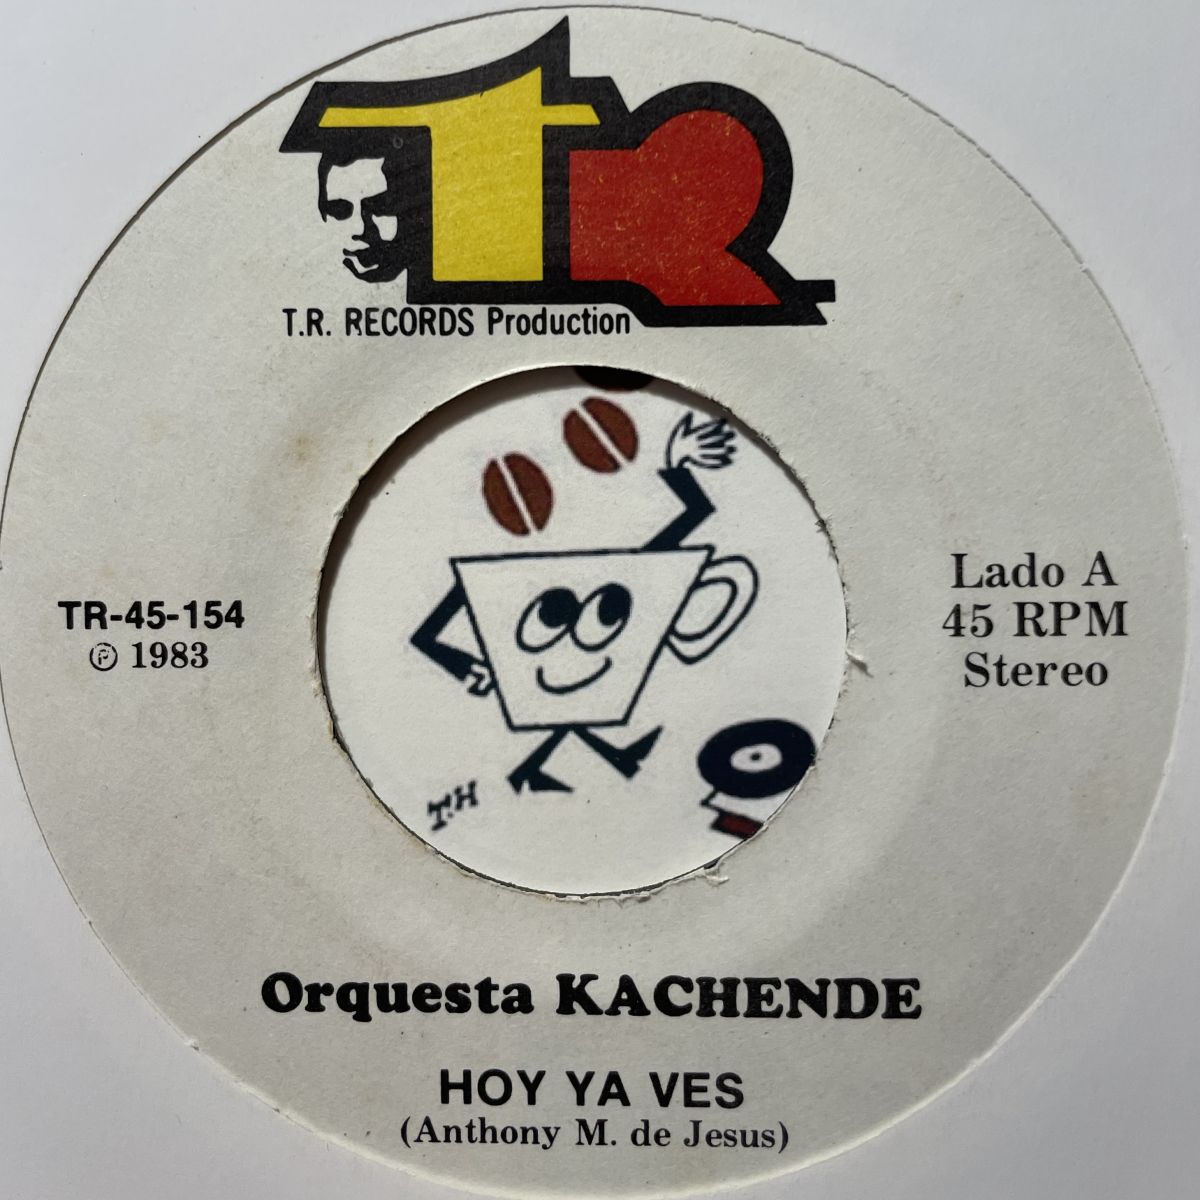 TR
T.R. RECORDS Production
TR-45-154
℗ 1983
Lado A
45 RPM
Stereo
T.H
Orquesta KACHENDE
HOY YA VES
(Anthony M. de Jesus)